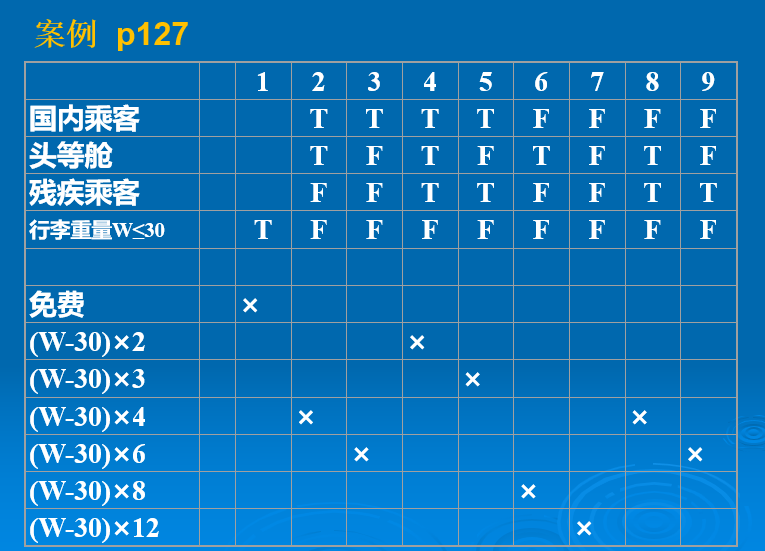 案例 p127
1 2 3 4 5 6 7 8 9
国内乘客 T T T T F F F F
头等舱 T F T F T F T F
残疾乘客 F F T T F F T T
行李重量W≤30 T F F F F F F F F
免费 ×
(W-30)×2 ×
(W-30)×3 ×
(W-30)×4 × ×
(W-30)×6 × ×
(W-30)×8 ×
(W-30)×12 ×